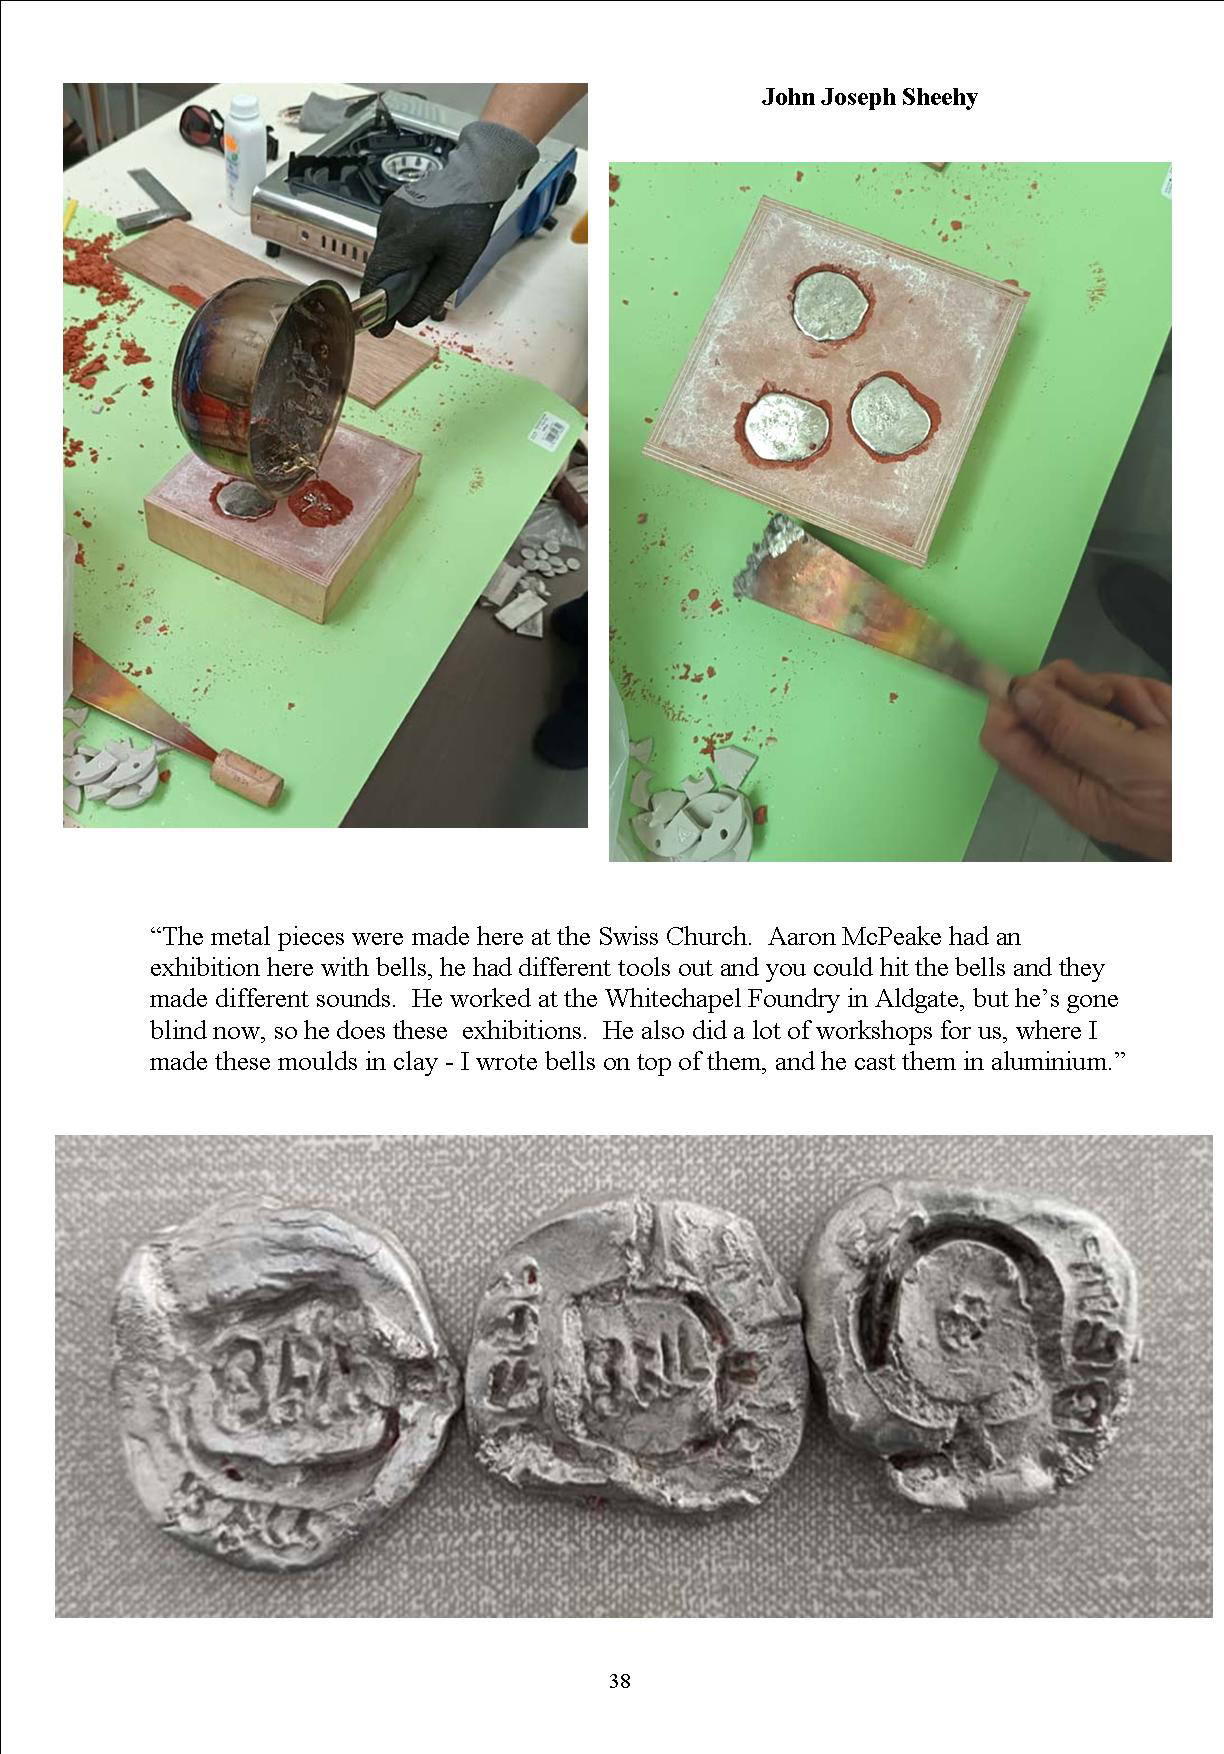 John Joseph Sheehy
“The metal pieces were made here at the Swiss Church.  Aaron McPeake had an
exhibition here with bells, he had different tools out and you could hit the bells and they
made different sounds.  He worked at the Whitechapel Foundry in Aldgate, but he’s gone
blind now, so he does these  exhibitions.  He also did a lot of workshops for us, where I
made these moulds in clay - I wrote bells on top of them, and he cast them in aluminium.”
38